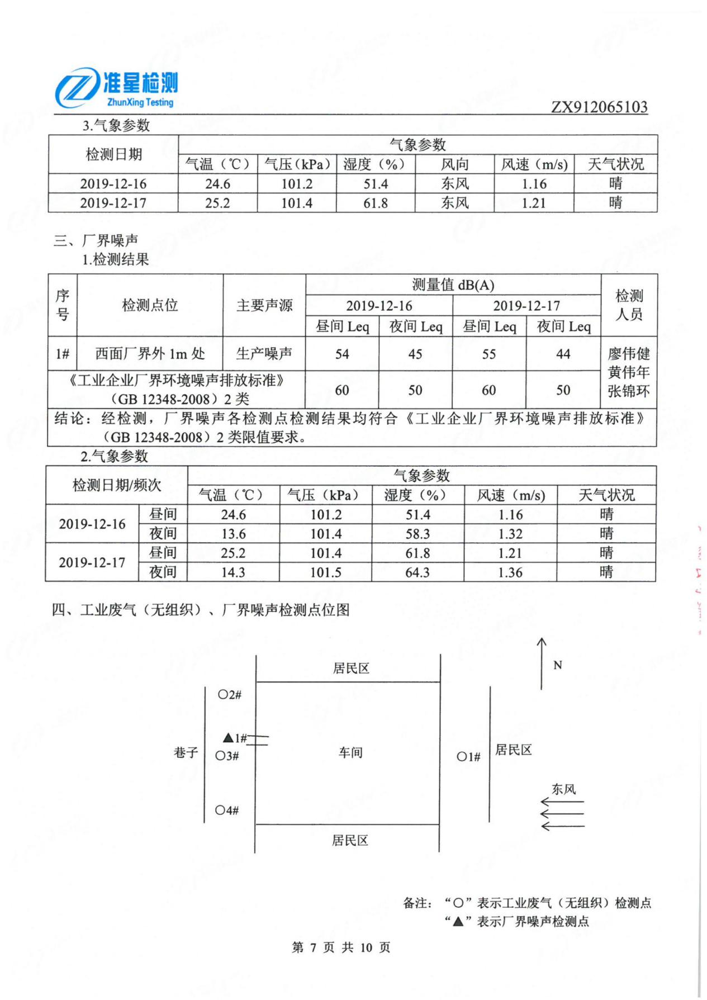 准星检测
ZhunXing Testing
ZX912065103
3.气象参数
检测日期 气象参数
气温（℃） 气压（kPa） 湿度（%） 风向 风速（m/s) 天气状况
2019-12-16 24.6 101.2 51.4 东风 1.16 晴
2019-12-17 25.2 101.4 61.8 东风 1.21 晴
三、厂界噪声
1.检测结果
序号 检测点位 主要声源 测量值 dB(A) 检测人员
2019-12-16 2019-12-17
昼间 Leq 夜间 Leq 昼间 Leq 夜间 Leq
1# 西面厂界外 1m 处 生产噪声 54 45 55 44 廖伟健
黄伟年
张锦环
《工业企业厂界环境噪声排放标准》
（GB 12348-2008）2 类 60 50 60 50
结论：经检测，厂界噪声各检测点检测结果均符合《工业企业厂界环境噪声排放标准》
（GB 12348-2008）2 类限值要求。
2.气象参数
检测日期/频次 气象参数
气温（℃） 气压（kPa） 湿度（%） 风速（m/s) 天气状况
2019-12-16 昼间 24.6 101.2 51.4 1.16 晴
夜间 13.6 101.4 58.3 1.32 晴
2019-12-17 昼间 25.2 101.4 61.8 1.21 晴
夜间 14.3 101.5 64.3 1.36 晴
四、工业废气（无组织）、厂界噪声检测点位图
居民区
N
○2#
▲1#
巷子
○3#
车间
○1#
居民区
东风
○4#
居民区
备注：“○”表示工业废气（无组织）检测点
“▲”表示厂界噪声检测点
第 7 页 共 10 页